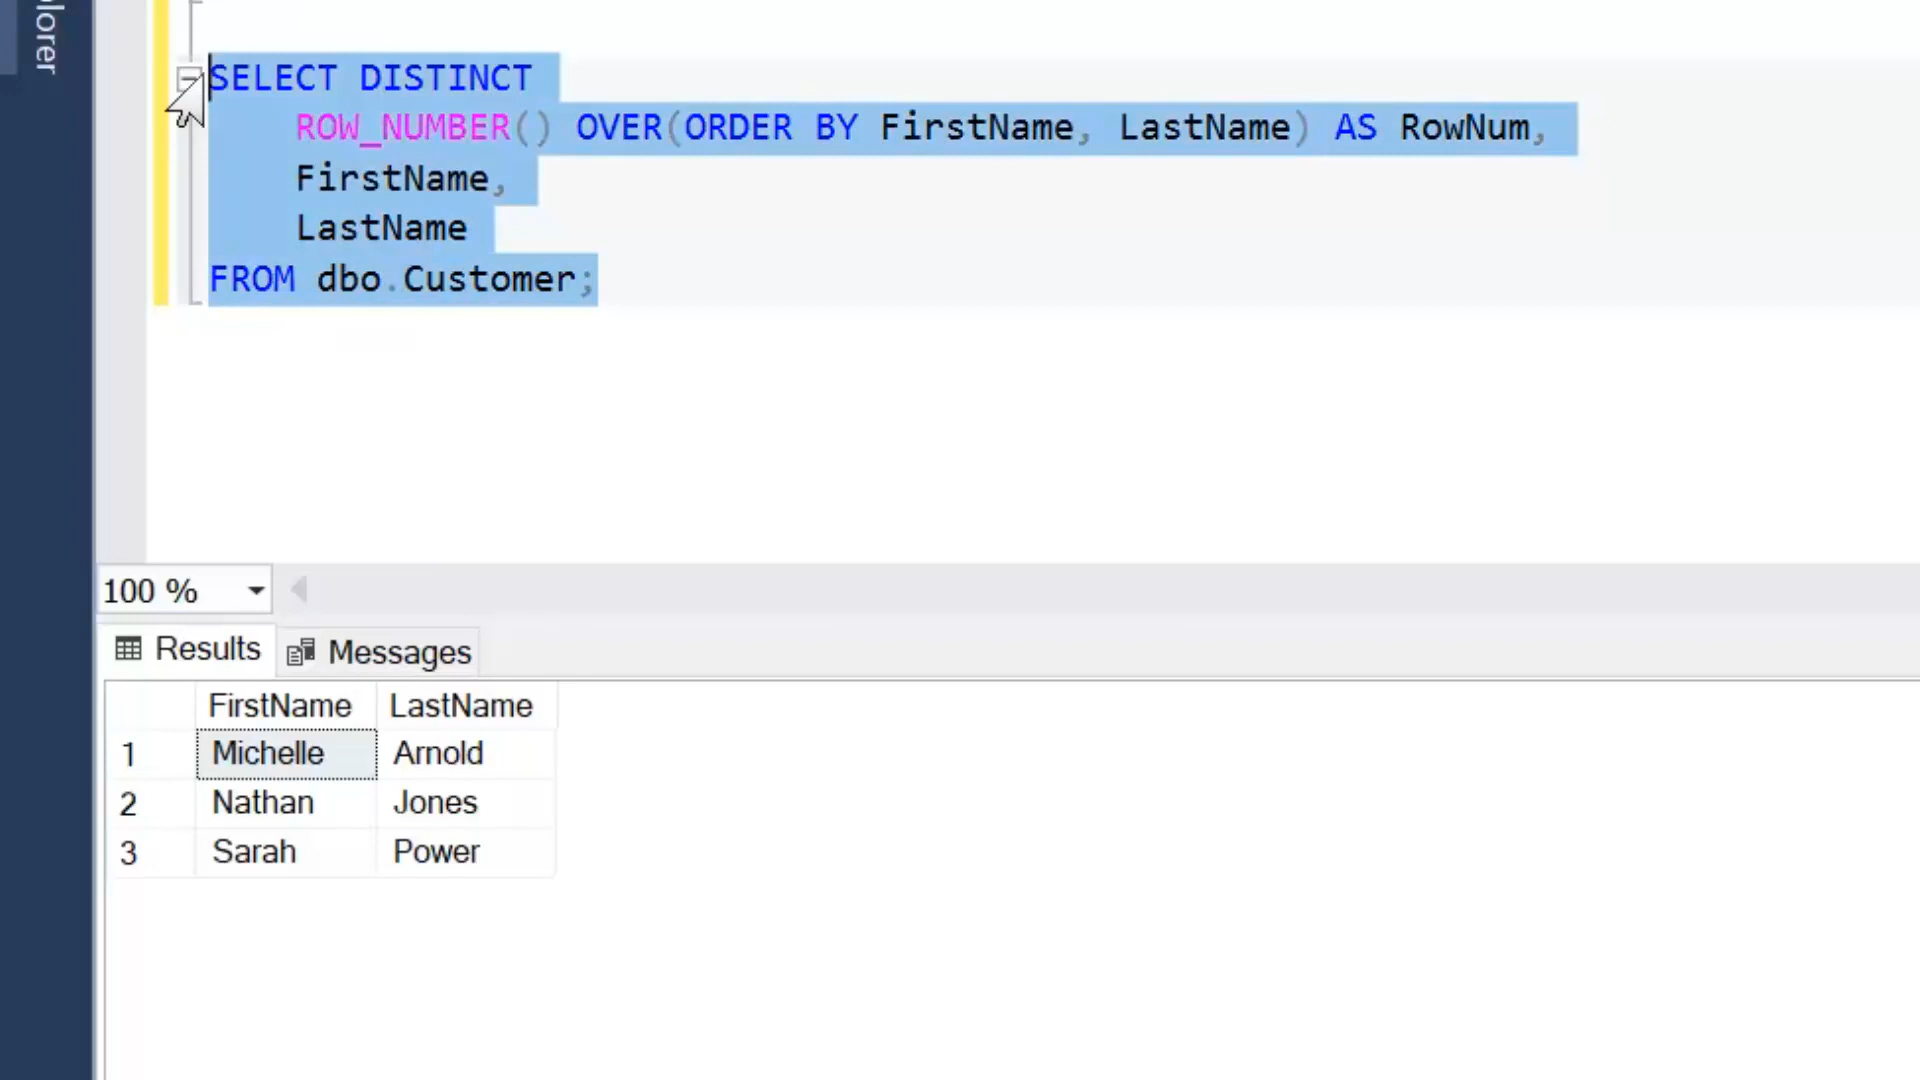 lorer
SELECT DISTINCT
ROW_NUMBER() OVER(ORDER BY FirstName, LastName) AS RowNum,
FirstName,
LastName
FROM dbo.Customer;
100 %
Results Messages
FirstName LastName
1 Michelle Arnold
2 Nathan Jones
3 Sarah Power